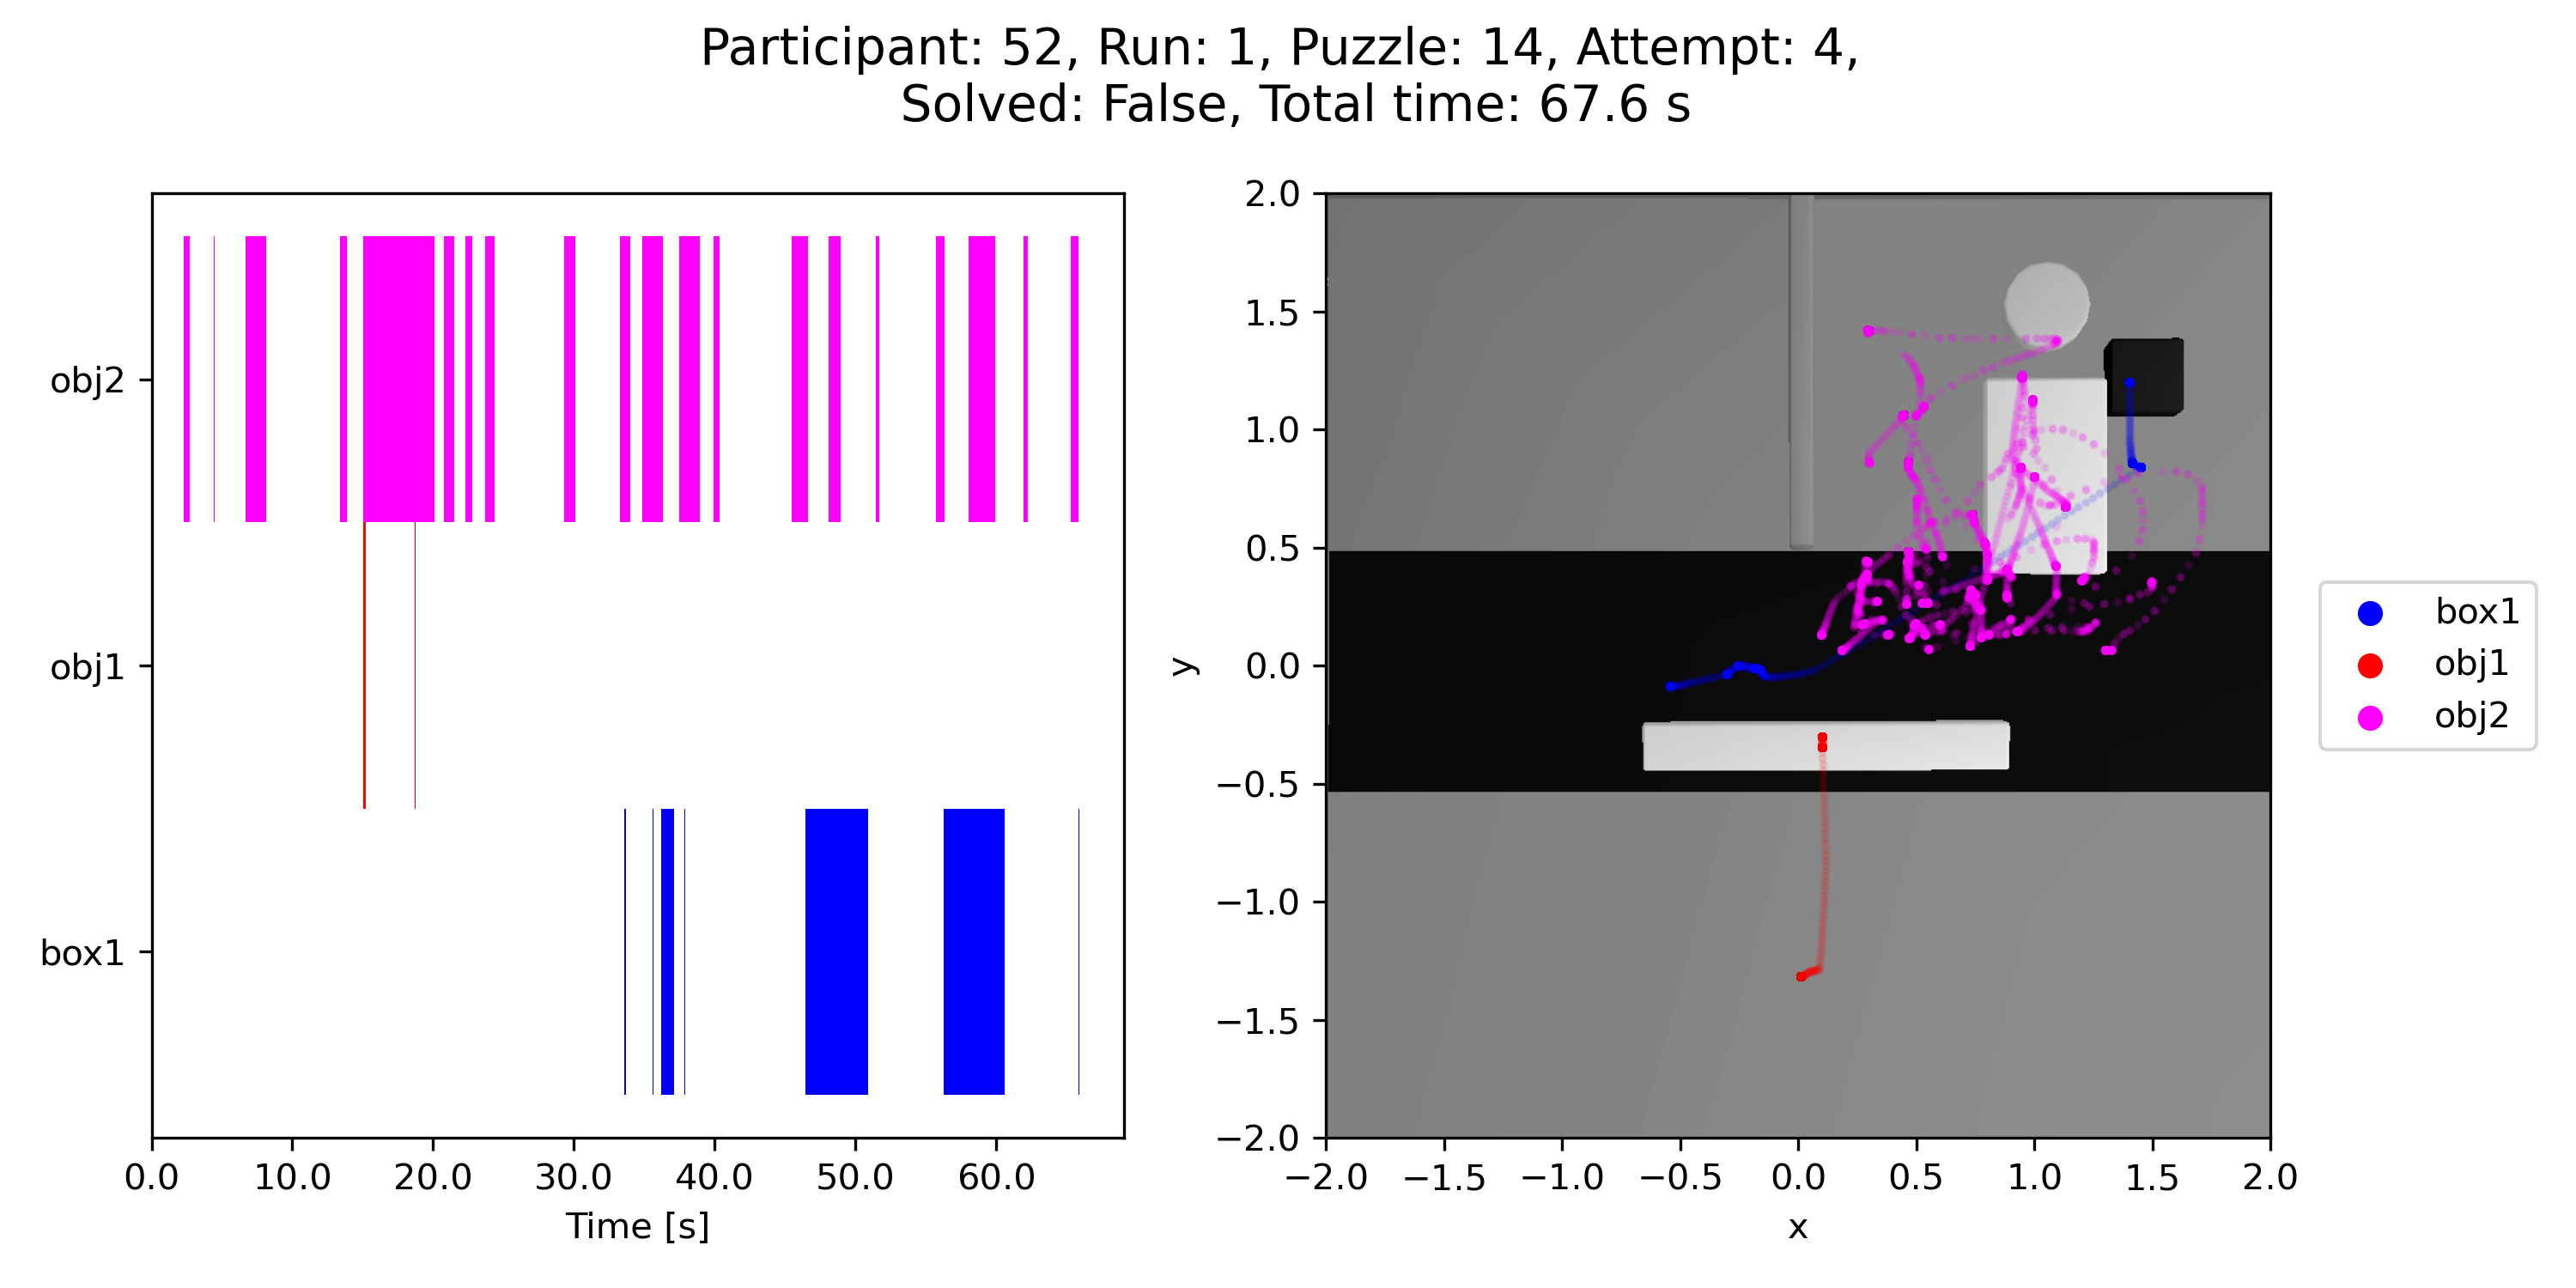 Participant: 52, Run: 1, Puzzle: 14, Attempt: 4,
Solved: False, Total time: 67.6 s
obj2
obj1
box1
0.0 10.0 20.0 30.0 40.0 50.0 60.0
Time [s]
2.0
1.5
1.0
0.5
0.0
−0.5
−1.0
−1.5
−2.0
y
−2.0 −1.5 −1.0 −0.5 0.0 0.5 1.0 1.5 2.0
x
box1
obj1
obj2